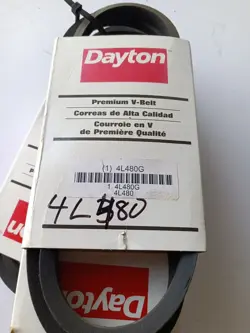 Dayton
Premium V-Belt
Correas de Alta Calidad
Courroie en V
de Première Qualité
(1) 4L480G
1 4L480G
4L480
4L480
Dayton